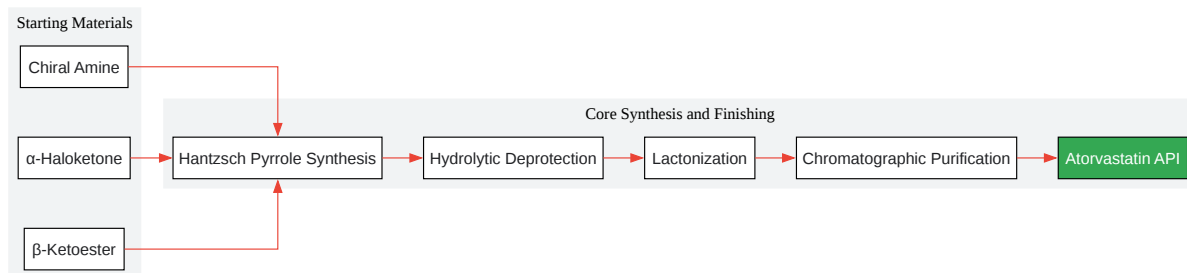 Starting Materials
Chiral Amine
α-Haloketone
β-Ketoester
Core Synthesis and Finishing
Hantzsch Pyrrole Synthesis
Hydrolytic Deprotection
Lactonization
Chromatographic Purification
Atorvastatin API